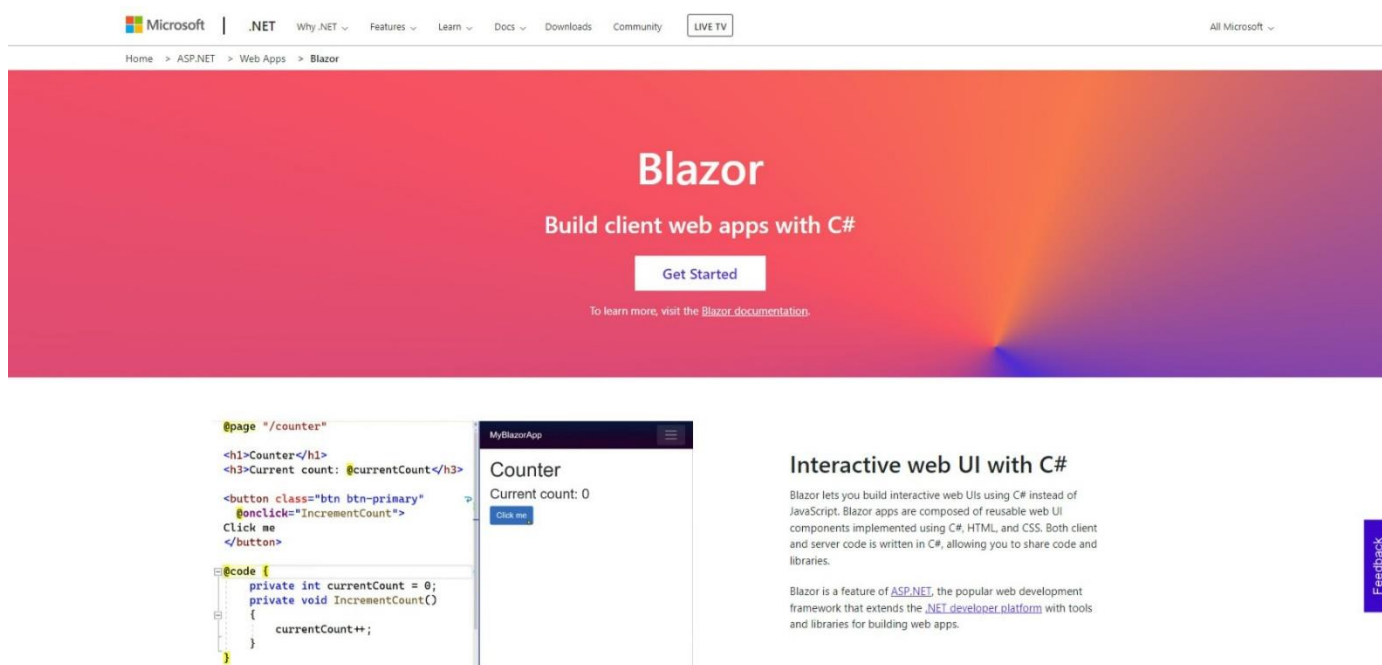 Microsoft | .NET Why .NET Features Learn Docs Downloads Community LIVE TV All Microsoft
Home > ASP.NET > Web Apps > Blazor
Blazor
Build client web apps with C#
Get Started
To learn more, visit the Blazor documentation.
@page "/counter"
<h1>Counter</h1>
<h3>Current count: @currentCount</h3>
<button class="btn btn-primary"
@onclick="IncrementCount">
Click me
</button>
@code {
private int currentCount = 0;
private void IncrementCount()
{
currentCount++;
}
}
MyBlazorApp
Counter
Current count: 0
Click me
Interactive web UI with C#
Blazor lets you build interactive web UIs using C# instead of
JavaScript. Blazor apps are composed of reusable web UI
components implemented using C#, HTML, and CSS. Both client
and server code is written in C#, allowing you to share code and
libraries.
Blazor is a feature of ASP.NET, the popular web development
framework that extends the .NET developer platform with tools
and libraries for building web apps.
Feedback